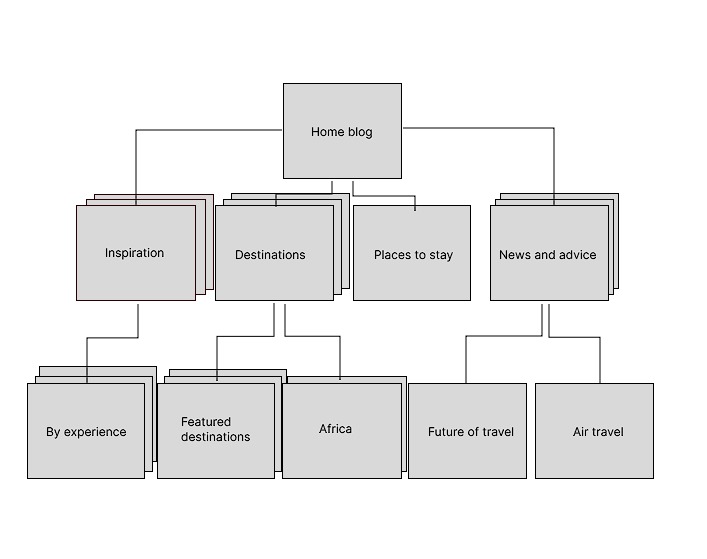 Home blog
Inspiration
Destinations
Places to stay
News and advice
By experience
Featured
destinations
Africa
Future of travel
Air travel